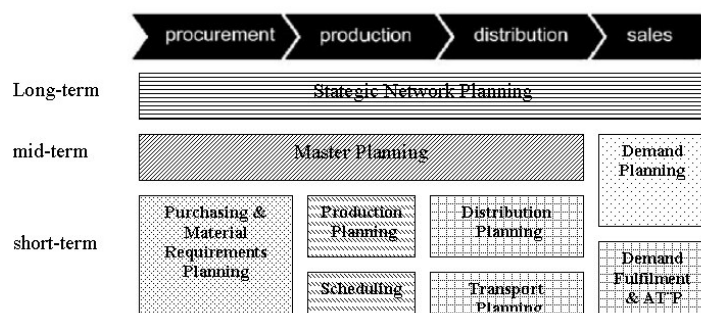 procurement production distribution sales
Long-term
Stategic Network Planning
mid-term
Master Planning
Demand
Planning
short-term
Purchasing &
Material
Requirements
Planning
Production
Planning
Distribution
Planning
Scheduling
Transport
Planning
Demand
Fulfilment
& ATP